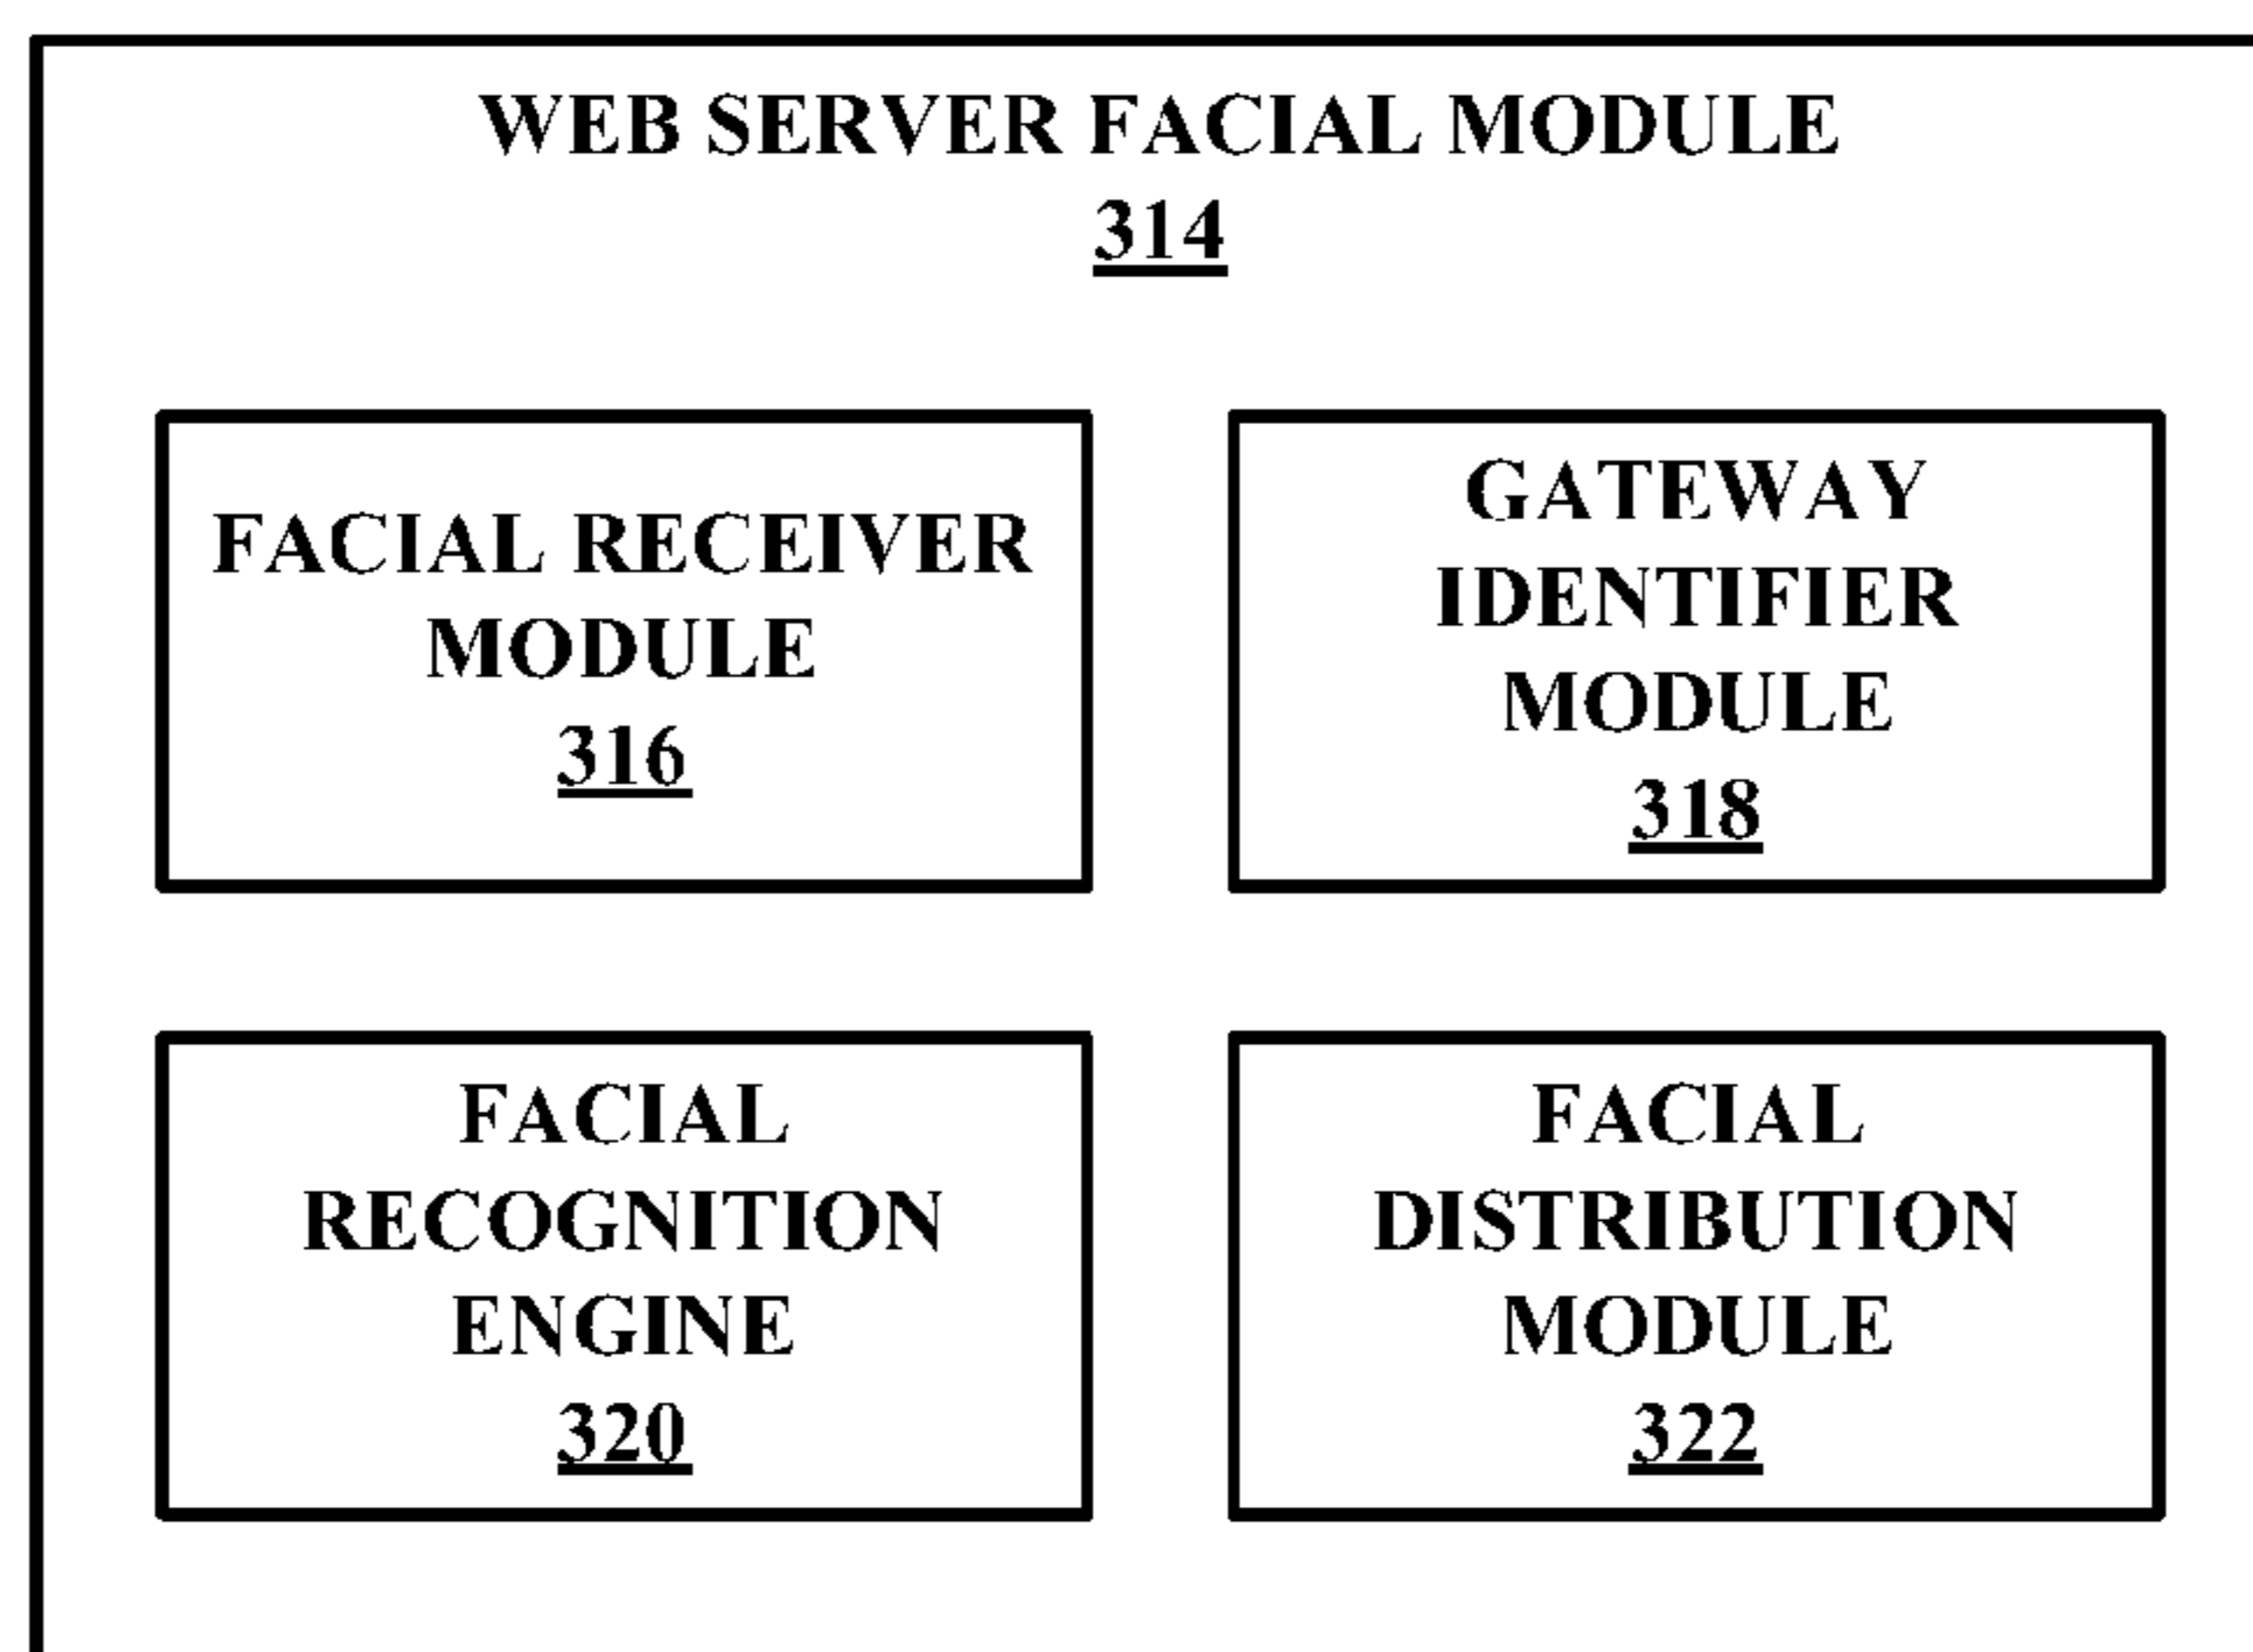 WEB SERVER FACIAL MODULE
314
FACIAL RECEIVER
MODULE
316
GATEWAY
IDENTIFIER
MODULE
318
FACIAL
RECOGNITION
ENGINE
320
FACIAL
DISTRIBUTION
MODULE
322